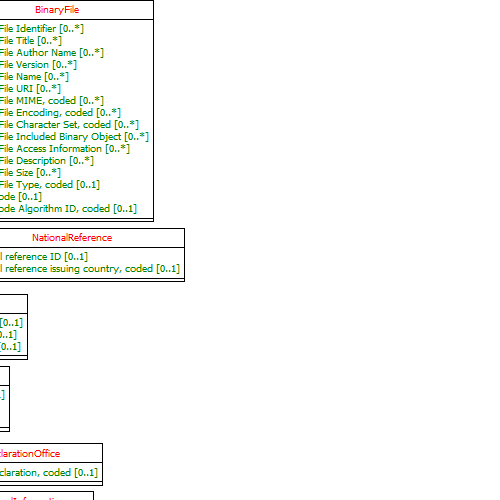 BinaryFile
File Identifier [0..*]
File Title [0..*]
File Author Name [0..*]
File Version [0..*]
File Name [0..*]
File URI [0..*]
File MIME, coded [0..*]
File Encoding, coded [0..*]
File Character Set, coded [0..*]
File Included Binary Object [0..*]
File Access Information [0..*]
File Description [0..*]
File Size [0..*]
File Type, coded [0..1]
ode [0..1]
ode Algorithm ID, coded [0..1]
NationalReference
l reference ID [0..1]
l reference issuing country, coded [0..1]
[0..1]
0..1]
[0..1]
.]
clarationOffice
claration, coded [0..1]